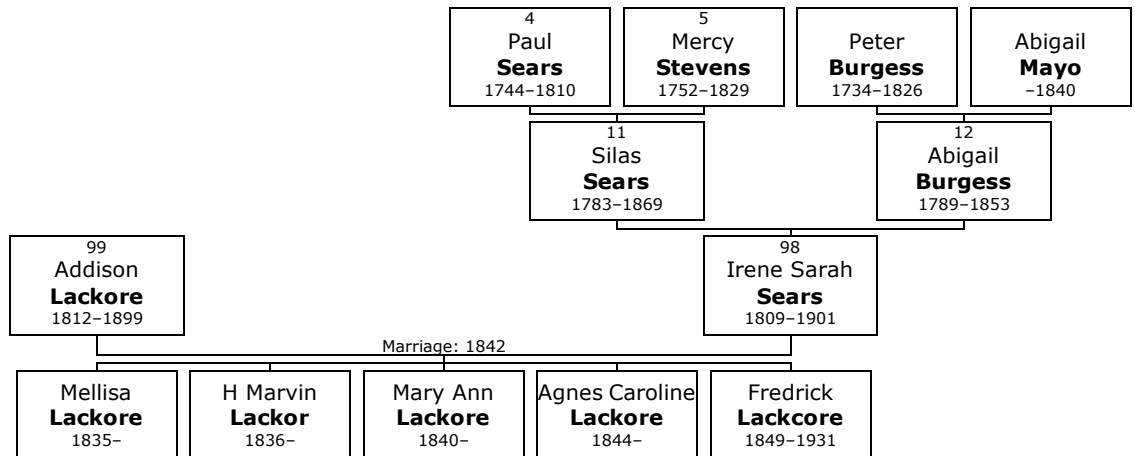 4
Paul
Sears
1744–1810
5
Mercy
Stevens
1752–1829
Peter
Burgess
1734–1826
Abigail
Mayo
–1840
11
Silas
Sears
1783–1869
12
Abigail
Burgess
1789–1853
99
Addison
Lackore
1812–1899
98
Irene Sarah
Sears
1809–1901
Marriage: 1842
Mellisa
Lackore
1835–
H Marvin
Lackor
1836–
Mary Ann
Lackore
1840–
Agnes Caroline
Lackore
1844–
Fredrick
Lackcore
1849–1931